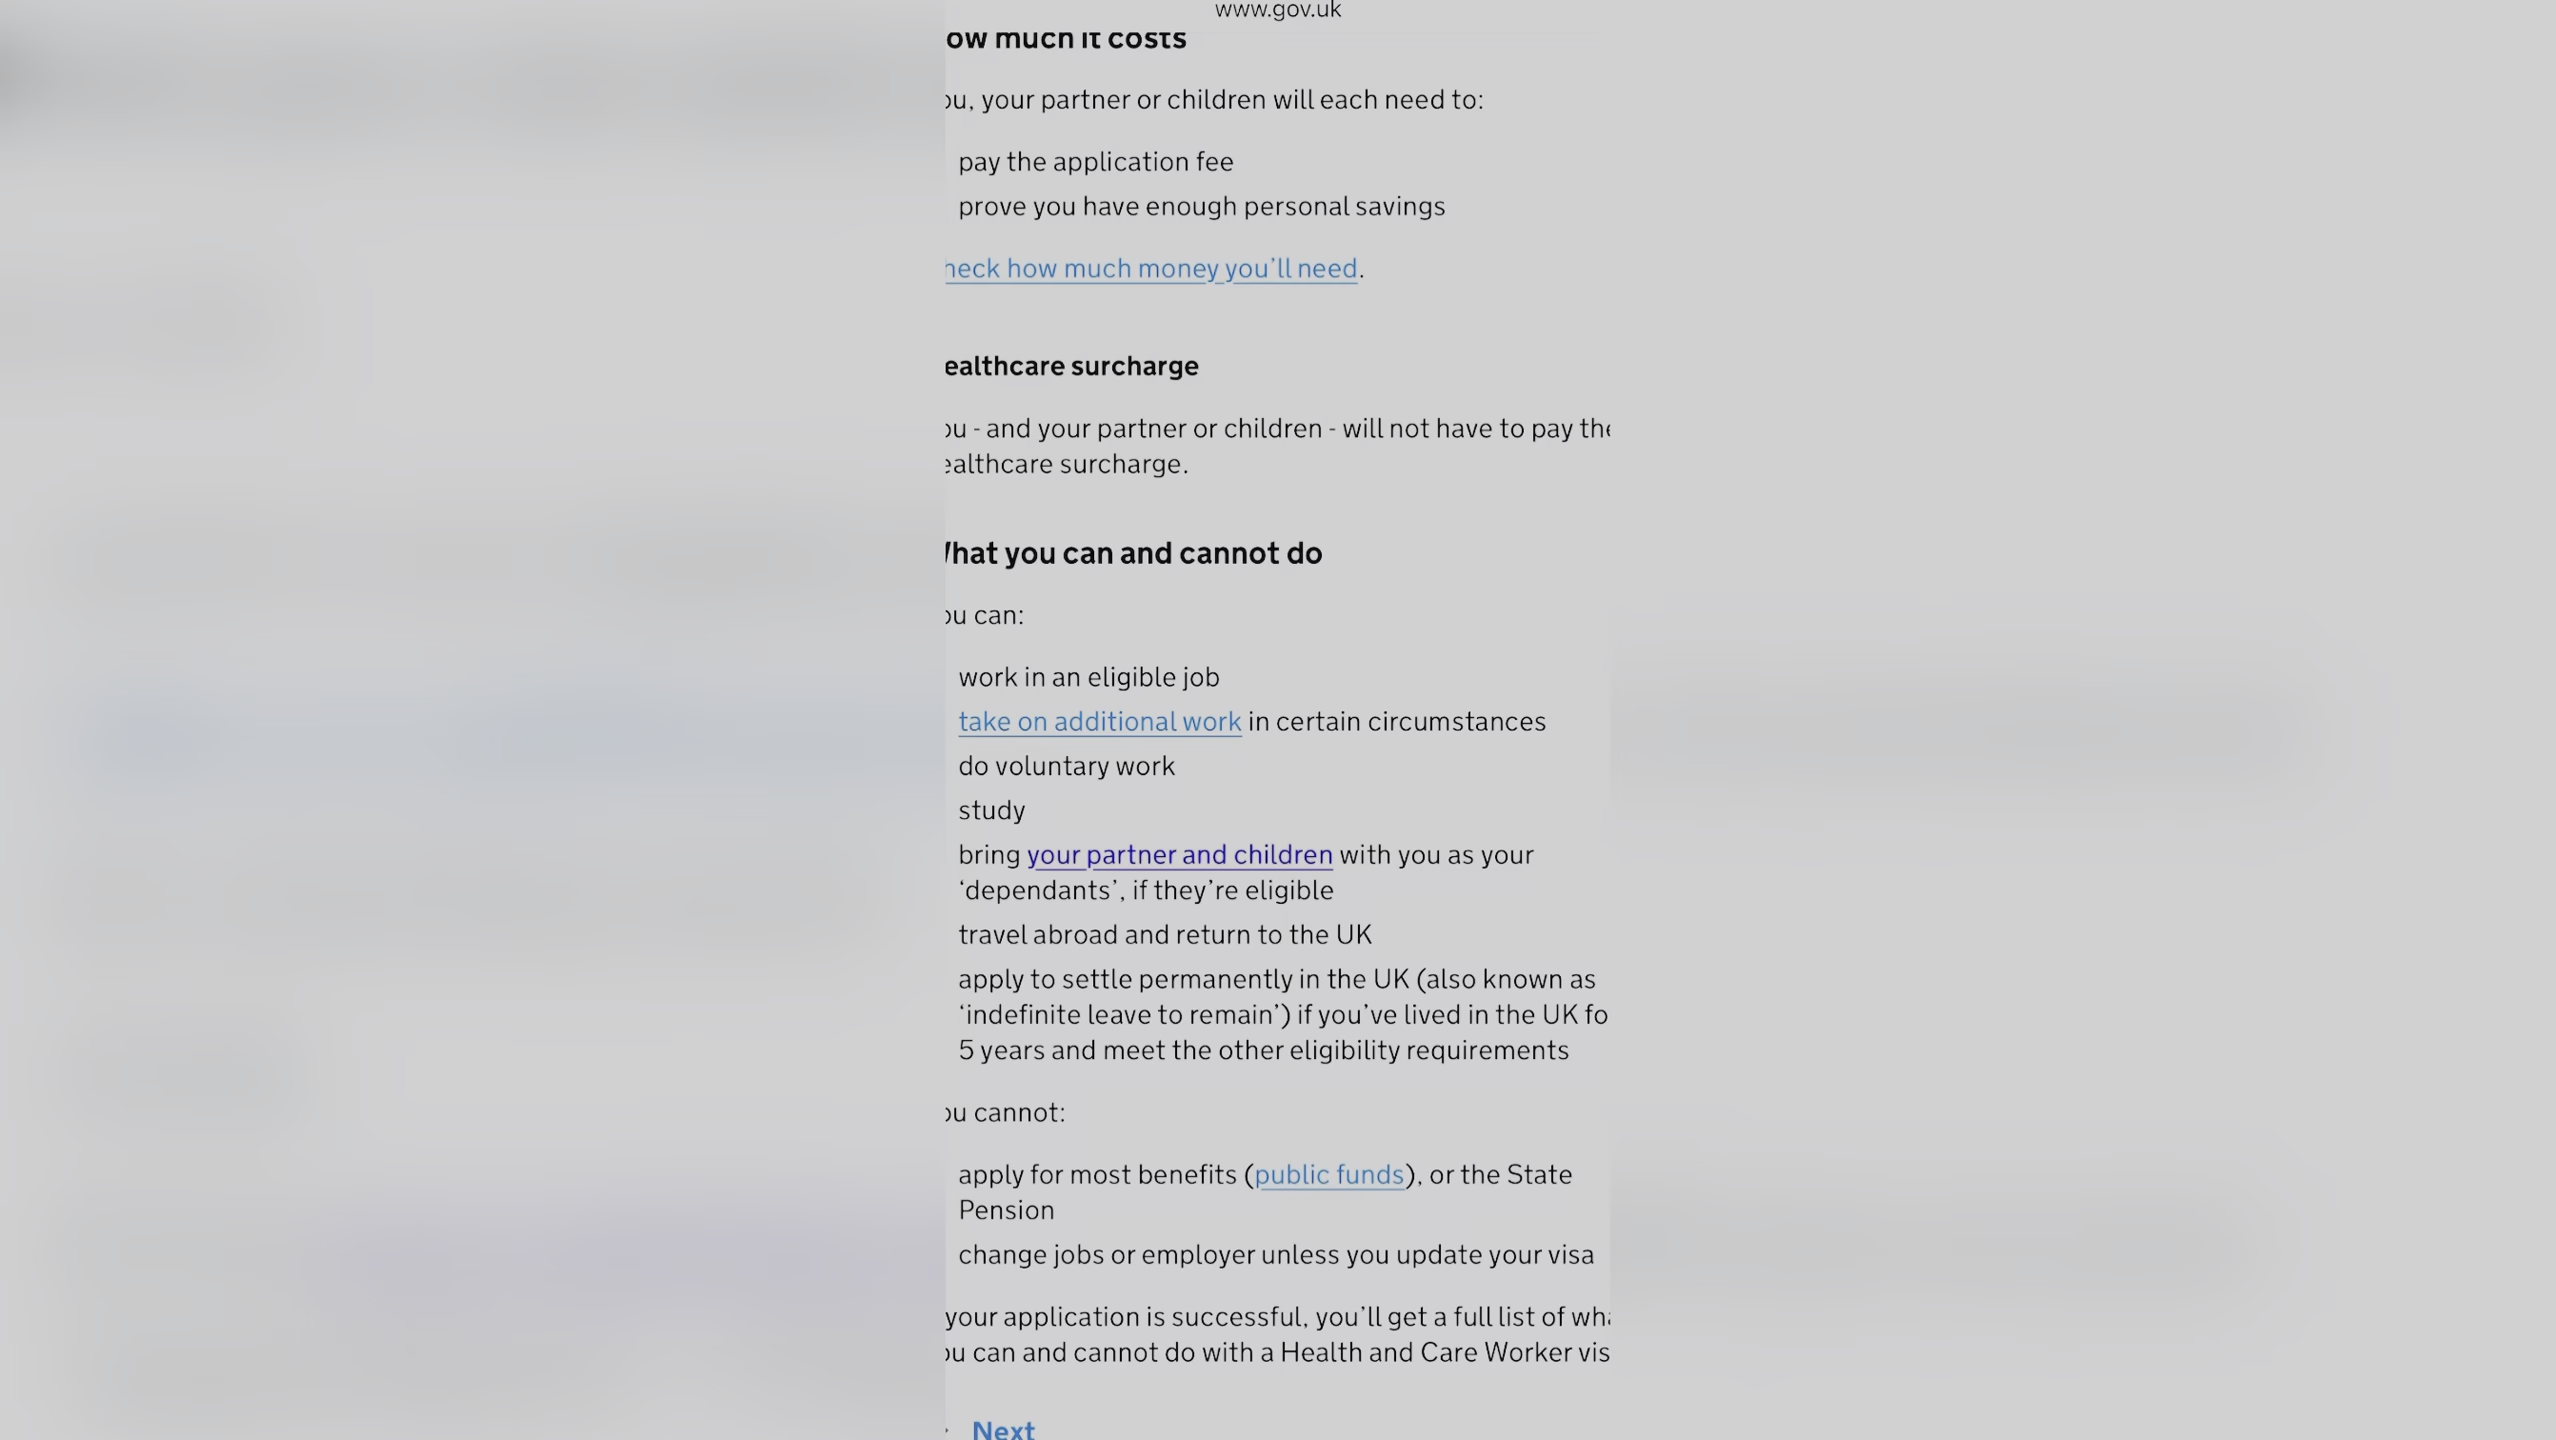 www.gov.uk
ow much it costs
ou, your partner or children will each need to:
pay the application fee
prove you have enough personal savings
heck how much money you'll need.
ealthcare surcharge
ou - and your partner or children - will not have to pay the
ealthcare surcharge.
What you can and cannot do
ou can:
work in an eligible job
take on additional work in certain circumstances
do voluntary work
study
bring your partner and children with you as your
‘dependants’, if they’re eligible
travel abroad and return to the UK
apply to settle permanently in the UK (also known as
‘indefinite leave to remain’) if you’ve lived in the UK fo
5 years and meet the other eligibility requirements
ou cannot:
apply for most benefits (public funds), or the State
Pension
change jobs or employer unless you update your visa
your application is successful, you’ll get a full list of wha
ou can and cannot do with a Health and Care Worker vis
Next